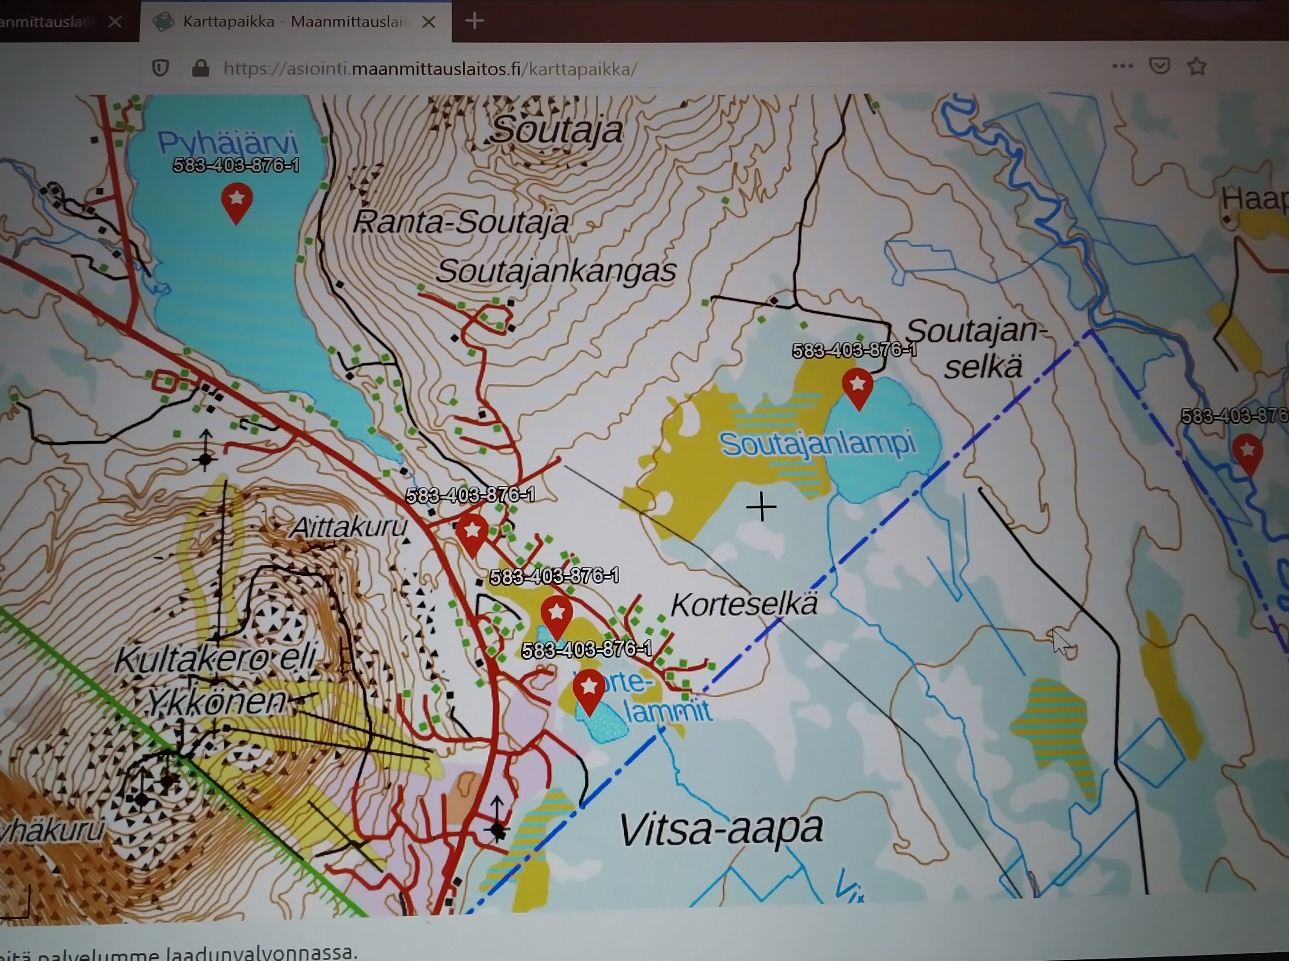 Karttapaikka - Maanmittauslai
https://asiointi.maanmittauslaitos.fi/karttapaikka/
Soutaja
Pyhäjärvi
583-403-876-1
Haap
Ranta-Soutaja
Soutajankangas
Soutajan-
selkä
583-403-876-1
583-403-876
Soutajanlampi
583-403-876-1
Aittakuru
583-403-876-1
Korteselkä
583-403-876-1
Kultakero eli
Ykkönen
orte-
lammit
Vitsa-aapa
yhäkuru
palvelumme laadunvalvonnassa.